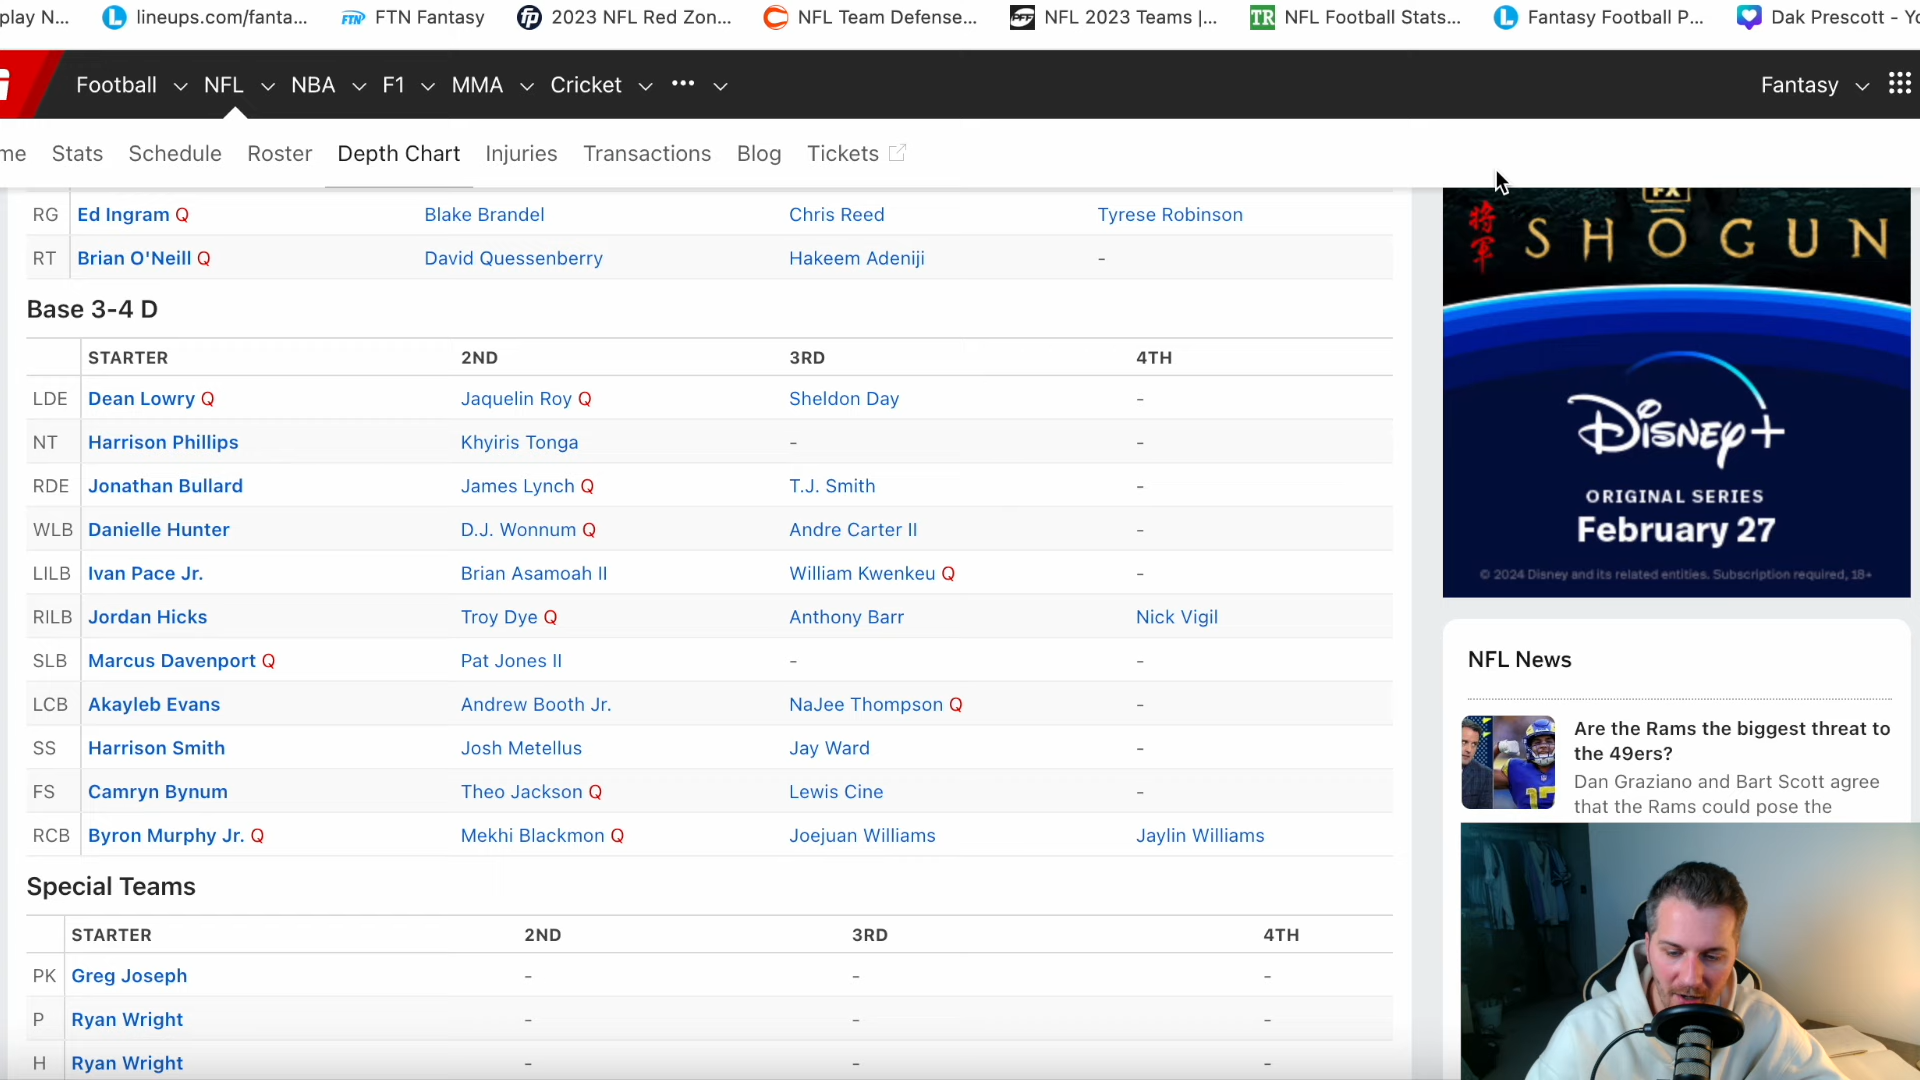 play N... lineups.com/fanta... FTN FTN Fantasy fp 2023 NFL Red Zon... NFL Team Defense... PFF NFL 2023 Teams |... TR NFL Football Stats... L Fantasy Football P... Dak Prescott - Yo
Football NFL NBA F1 MMA Cricket ••• Fantasy
me Stats Schedule Roster Depth Chart Injuries Transactions Blog Tickets
RG Ed Ingram Q Blake Brandel Chris Reed Tyrese Robinson
RT Brian O'Neill Q David Quessenberry Hakeem Adeniji -
Base 3-4 D
STARTER 2ND 3RD 4TH
LDE Dean Lowry Q Jaquelin Roy Q Sheldon Day -
NT Harrison Phillips Khyiris Tonga - -
RDE Jonathan Bullard James Lynch Q T.J. Smith -
WLB Danielle Hunter D.J. Wonnum Q Andre Carter II -
LILB Ivan Pace Jr. Brian Asamoah II William Kwenkeu Q -
RILB Jordan Hicks Troy Dye Q Anthony Barr Nick Vigil
SLB Marcus Davenport Q Pat Jones II - -
LCB Akayleb Evans Andrew Booth Jr. NaJee Thompson Q -
SS Harrison Smith Josh Metellus Jay Ward -
FS Camryn Bynum Theo Jackson Q Lewis Cine -
RCB Byron Murphy Jr. Q Mekhi Blackmon Q Joejuan Williams Jaylin Williams
Special Teams
STARTER 2ND 3RD 4TH
PK Greg Joseph - - -
P Ryan Wright - - -
H Ryan Wright - - -
FX
将軍
SHŌGUN
Disney+
ORIGINAL SERIES
February 27
© 2024 Disney and its related entities. Subscription required, 18+
NFL News
Are the Rams the biggest threat to
the 49ers?
Dan Graziano and Bart Scott agree
that the Rams could pose the